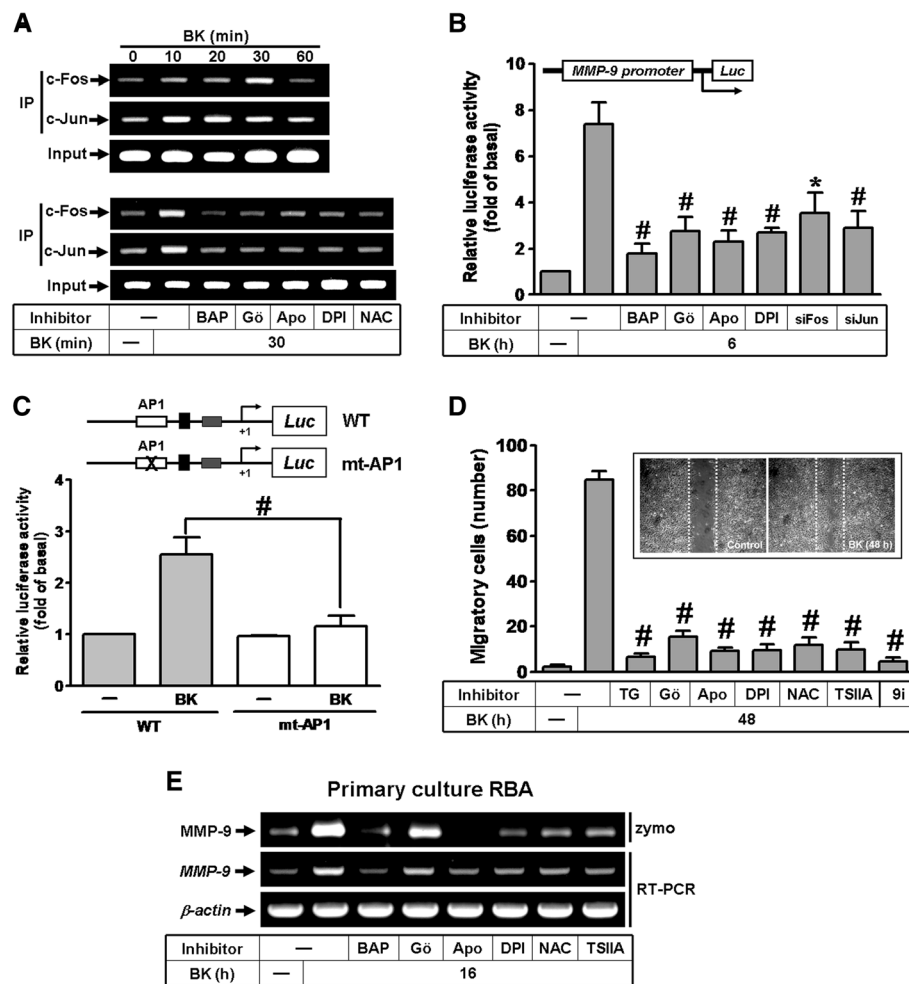 A
BK (min)
0 10 20 30 60
IP
c-Fos
c-Jun
Input
IP
c-Fos
c-Jun
Input
Inhibitor — BAP Gö Apo DPI NAC
BK (min) — 30
B
MMP-9 promoter Luc
Relative luciferase activity
(fold of basal)
10
8
6
4
2
0
# # # # * #
Inhibitor — BAP Gö Apo DPI siFos siJun
BK (h) — 6
C
AP1
+1 Luc WT
AP1
X
+1 Luc mt-AP1
Relative luciferase activity
(fold of basal)
4
3
2
1
0
#
— BK — BK
WT mt-AP1
D
Migratory cells (number)
100
80
60
40
20
0
Control BK (48 h)
# # # # # # #
Inhibitor — TG Gö Apo DPI NAC TSIIA 9i
BK (h) — 48
E
Primary culture RBA
MMP-9 zymo
MMP-9
RT-PCR
β-actin
Inhibitor — BAP Gö Apo DPI NAC TSIIA
BK (h) — 16